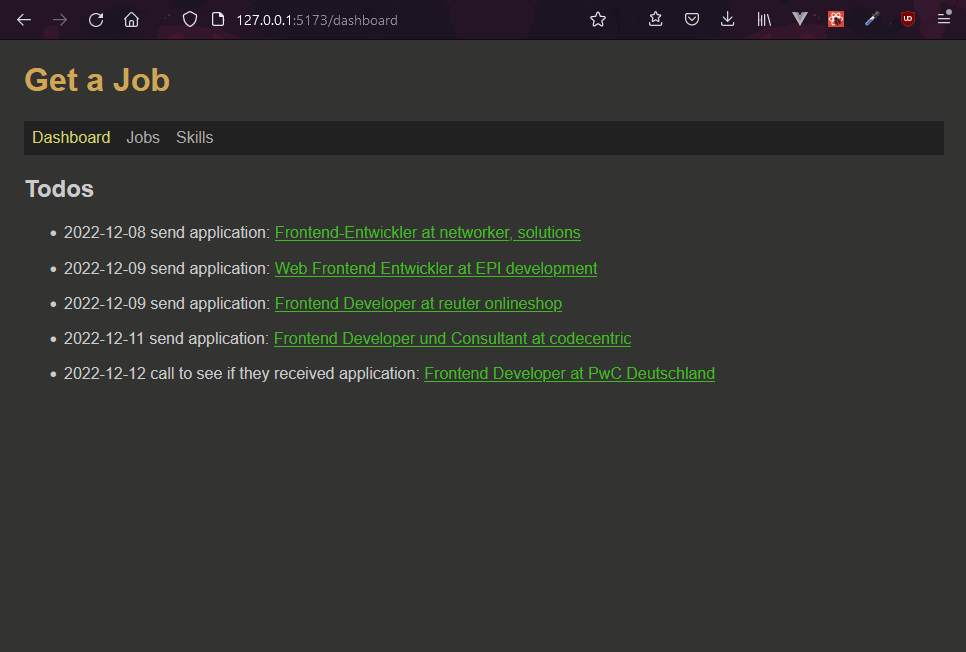 127.0.0.1:5173/dashboard
Get a Job
Dashboard Jobs Skills
Todos
• 2022-12-08 send application: Frontend-Entwickler at networker, solutions
• 2022-12-09 send application: Web Frontend Entwickler at EPI development
• 2022-12-09 send application: Frontend Developer at reuter onlineshop
• 2022-12-11 send application: Frontend Developer und Consultant at codecentric
• 2022-12-12 call to see if they received application: Frontend Developer at PwC Deutschland